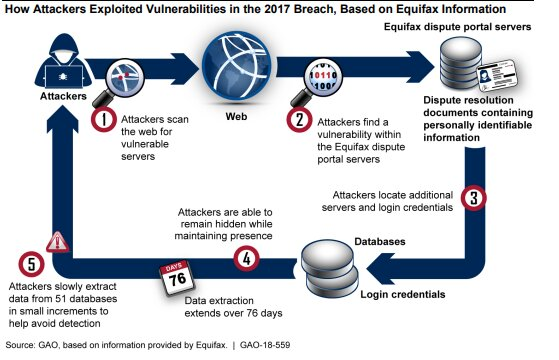 How Attackers Exploited Vulnerabilities in the 2017 Breach, Based on Equifax Information
Equifax dispute portal servers
Attackers
Web
10110
100
Dispute resolution
documents containing
personally identifiable
information
1
Attackers scan
the web for
vulnerable
servers
2
Attackers find a
vulnerability within
the Equifax dispute
portal servers
3
Attackers locate additional
servers and login credentials
Databases
Login credentials
4
Attackers are able to
remain hidden while
maintaining presence
DAYS
76
Data extraction
extends over 76 days
5
Attackers slowly extract
data from 51 databases
in small increments to
help avoid detection
Source: GAO, based on information provided by Equifax. | GAO-18-559